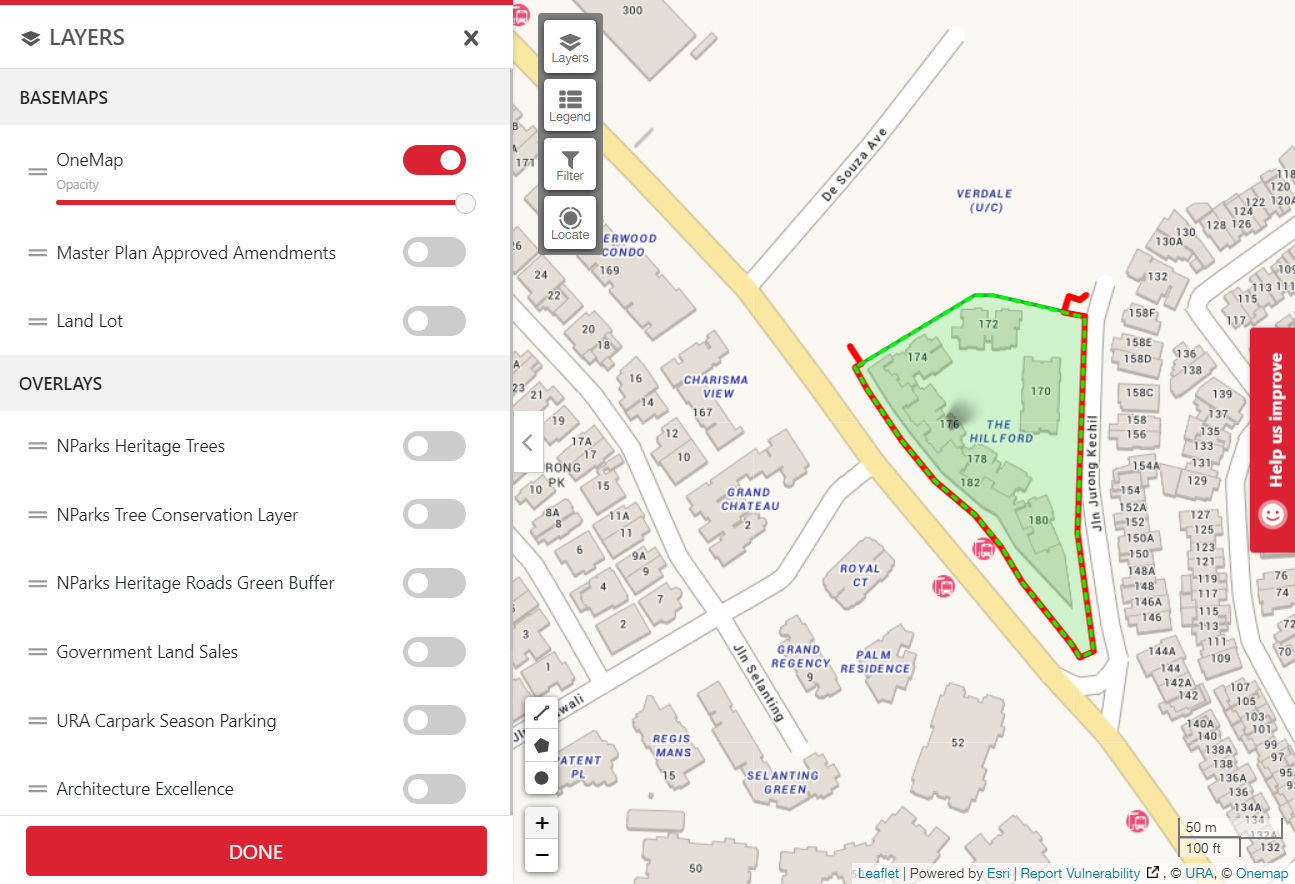 LAYERS
BASEMAPS
OneMap
Opacity
Master Plan Approved Amendments
Land Lot
OVERLAYS
NParks Heritage Trees
NParks Tree Conservation Layer
NParks Heritage Roads Green Buffer
Government Land Sales
URA Carpark Season Parking
Architecture Excellence
DONE
Layers
Legend
Filter
Locate
Help us improve
300
De Souza Ave
VERDALE
(U/C)
ERWOOD
CONDO
169
171
24
22
20
18
16
14
CHARISMA
VIEW
167
12
10
23
21
19
17A
17
RONG
PK
15
10
8A
8
11A
11
6
9A
9
4
7
2
3
1
GRAND
CHATEAU
2
172
174
170
176
THE
HILLFORD
178
182
180
Jln Jurong Kechil
ROYAL
CT
GRAND
REGENCY
9
PALM
RESIDENCE
Jln Selanting
REGIS
MANS
15
ATENT
PL
SELANTING
GREEN
52
50
118
120
120A
122
124
126
128
130
130A
132
109
113
111
115
117
158F
158E
158D
158C
158
156
136
138
139
137
135
133
131
129
154A
154
152A
152
150A
150
148A
148
146A
146
127
125
123
121
119
117
115
113
111
109
76
74
72
70
144A
144
142A
142
107
105
103
101
99
97
95
140A
140
138A
138
136A
136
134A
134
132A
132
50 m
100 ft
+
−
Leaflet | Powered by Esri | Report Vulnerability , © URA, © Onemap